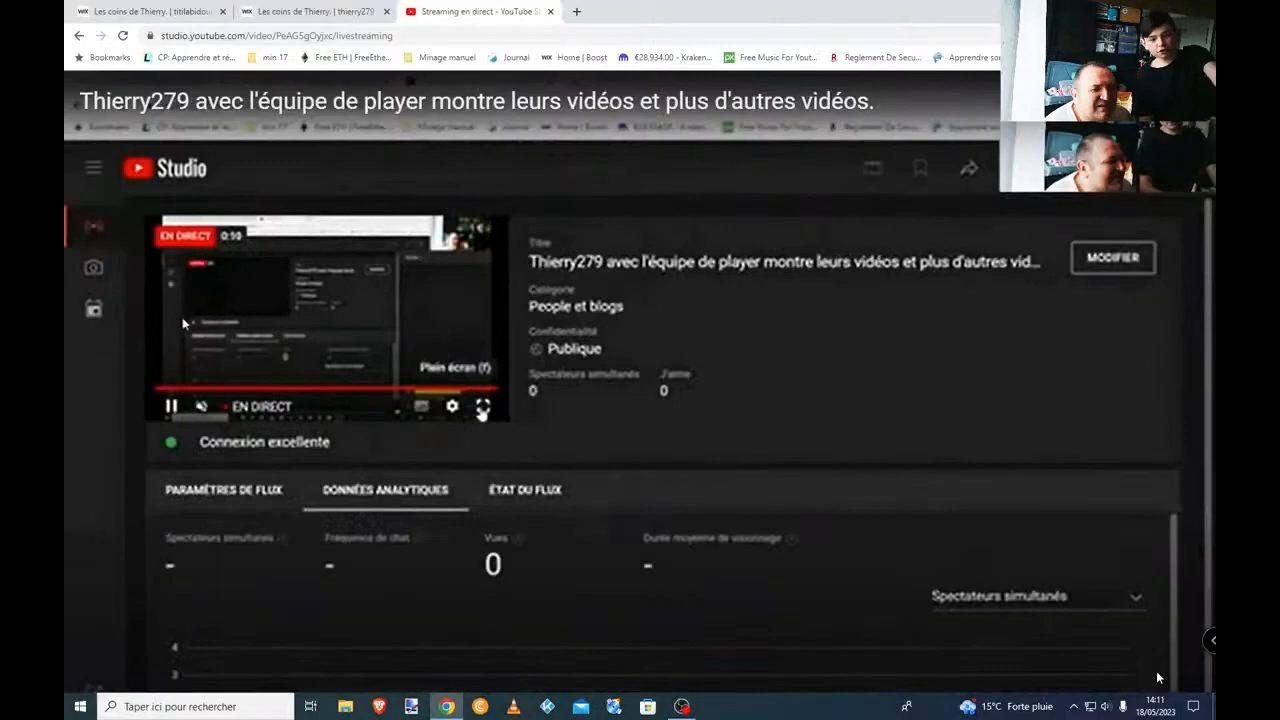 Les coins de Thierry. | titilabidou
Les coins de Thierry- | thierry279
Streaming en direct - YouTube S
studio.youtube.com/video/PeAG5gOyjxc/livestreaming
Bookmarks
CP: Apprendre et ré...
min 17
Free ETH | FreeEthe...
Minage manuel
Journal
Home | Boost
€28,934.00 - Kraken...
Free Music For Yout...
Reglement De Secu...
Apprendre son
Thierry279 avec l'équipe de player montre leurs vidéos et plus d'autres vidéos.
Studio
EN DIRECT 0:10
Plein écran (f)
EN DIRECT
Titre
Thierry279 avec l'équipe de player montre leurs vidéos et plus d'autres vid...
MODIFIER
Catégorie
People et blogs
Confidentialité
Publique
Spectateurs simultanés
J'aime
0
0
Connexion excellente
PARAMÈTRES DE FLUX
DONNÉES ANALYTIQUES
ÉTAT DU FLUX
Spectateurs simultanés
Fréquence de chat
Vues
Durée moyenne de visionnage
-
-
0
-
Spectateurs simultanés
4
3
Taper ici pour rechercher
15°C Forte pluie
14:11
18/05/2023